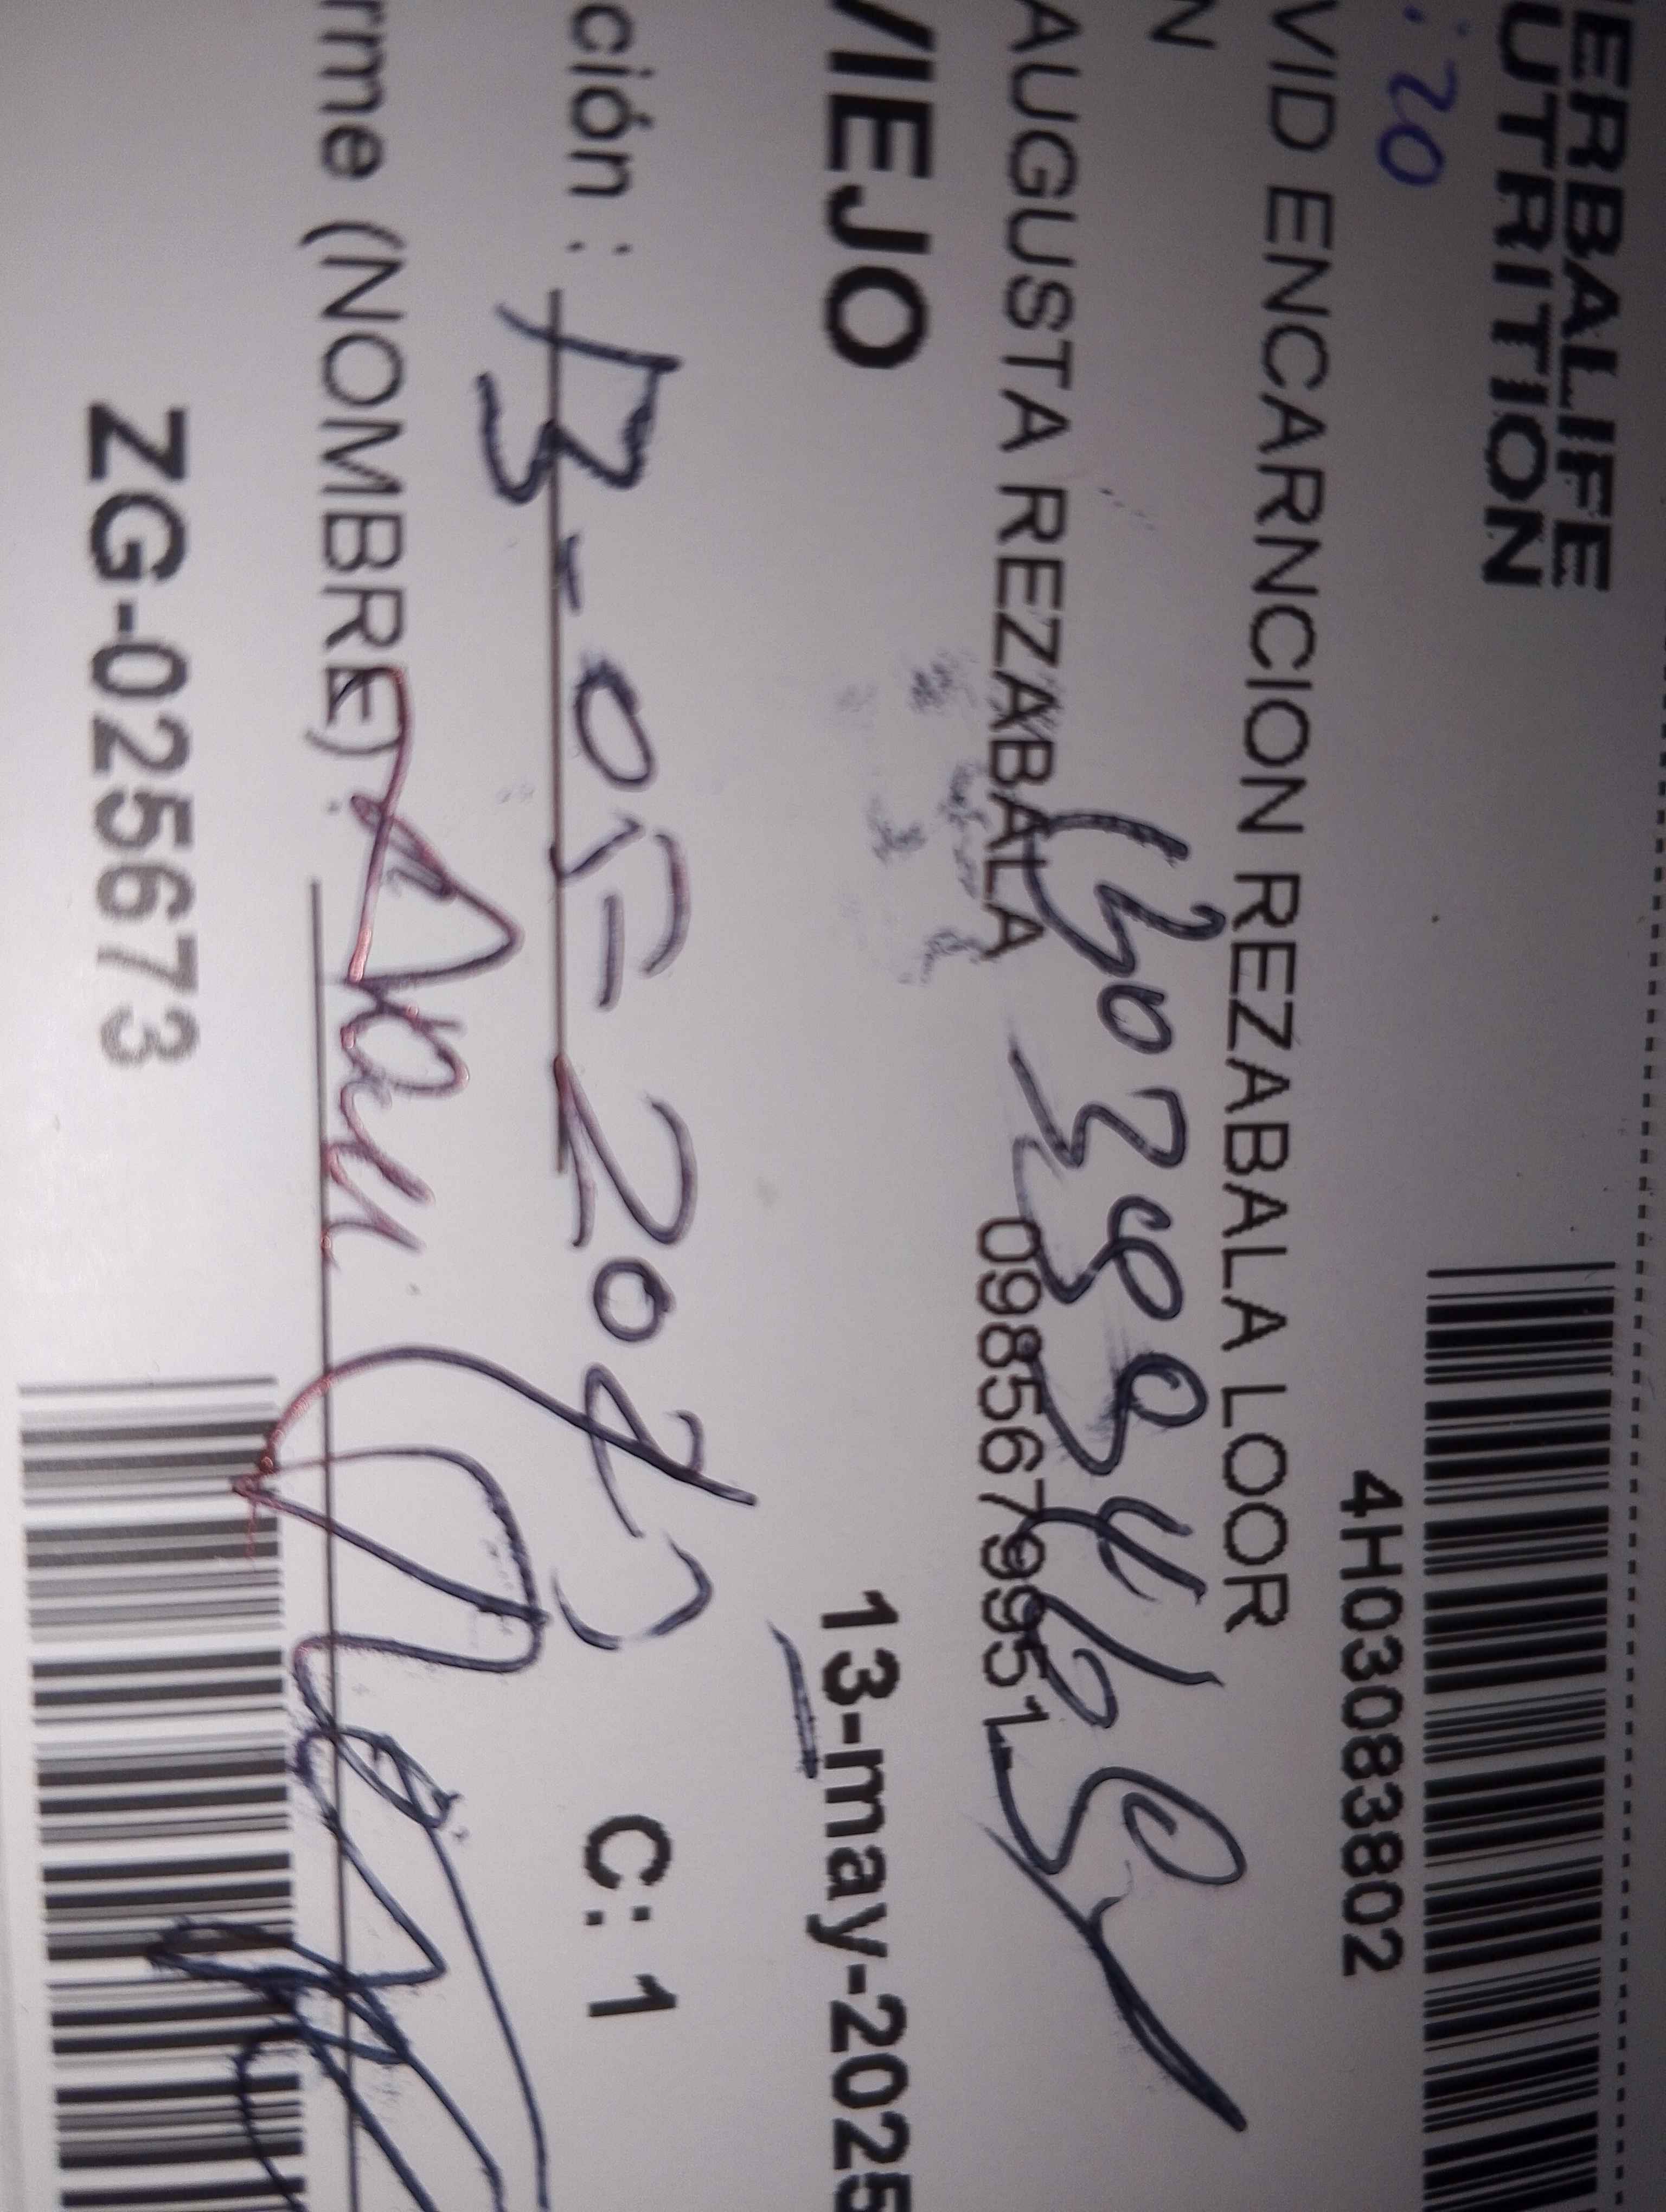 ERBALIFE
UTRITION
: 20
4H03083802
VID ENCARNCION REZABALA LOOR
N
AUGUSTA REZABALA 0985679951
VIEJO 13-may-2025
ción : 13-05-2025 C: 1
rme (NOMBRE) :
ZG-025673